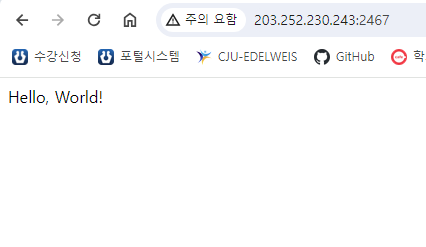 주의 요함 203.252.230.243:2467
수강신청 포털시스템 CJU-EDELWEIS GitHub 학
Hello, World!